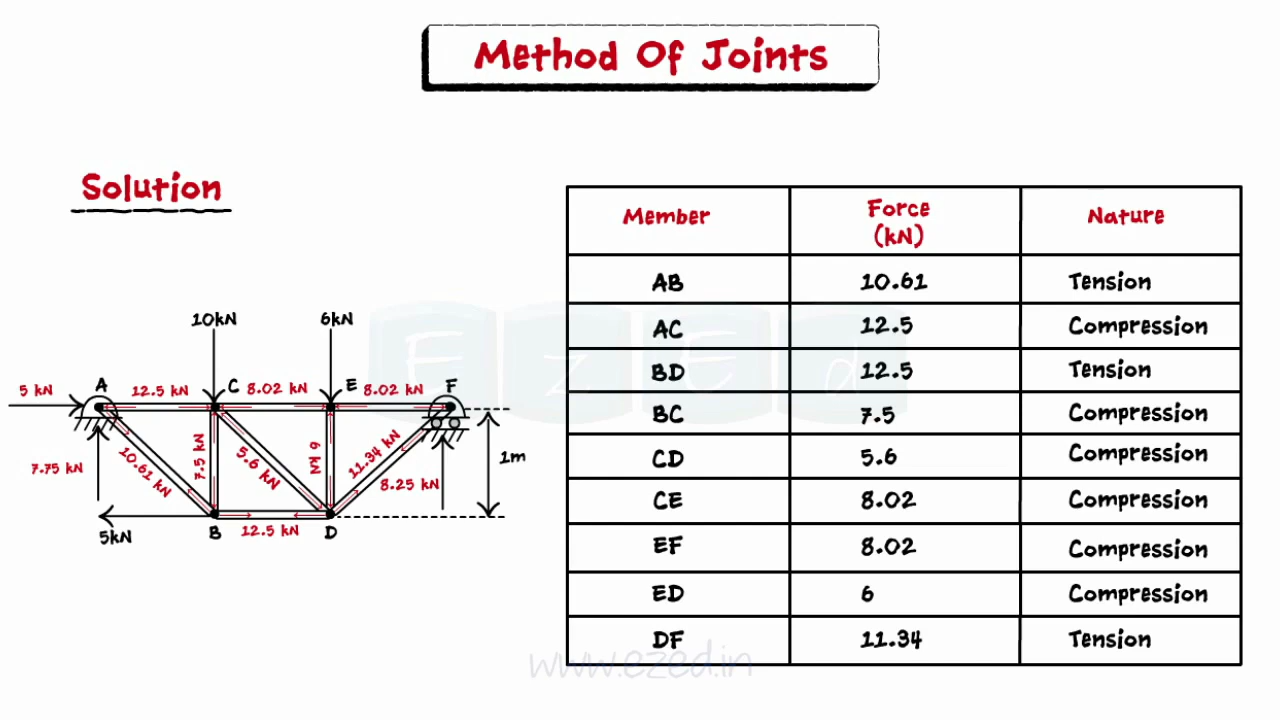 Method Of Joints
Solution
10kN
6kN
5 kN
A
12.5 kN
C
8.02 kN
E
8.02 kN
F
7.75 kN
10.61 kN
7.5 kN
5.6 kN
6 kN
11.34 kN
8.25 kN
1m
5kN
B
12.5 kN
D
Member Force (kN) Nature
AB 10.61 Tension
AC 12.5 Compression
BD 12.5 Tension
BC 7.5 Compression
CD 5.6 Compression
CE 8.02 Compression
EF 8.02 Compression
ED 6 Compression
DF 11.34 Tension
EzEd
www.ezed.in